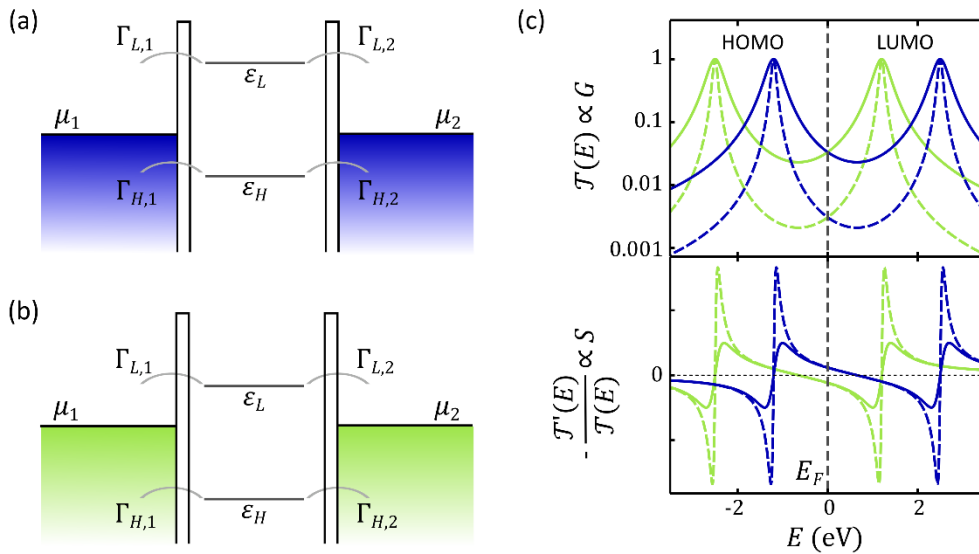 (a)
Γ_{L,1}
Γ_{L,2}
ε_L
μ_1
μ_2
Γ_{H,1}
Γ_{H,2}
ε_H
(b)
Γ_{L,1}
Γ_{L,2}
ε_L
μ_1
μ_2
Γ_{H,1}
Γ_{H,2}
ε_H
(c)
HOMO LUMO
1
0.1
0.01
0.001
𝒯(E) ∝ G
0
-𝒯'(E)/𝒯(E) ∝ S
E_F
-2 0 2
E (eV)